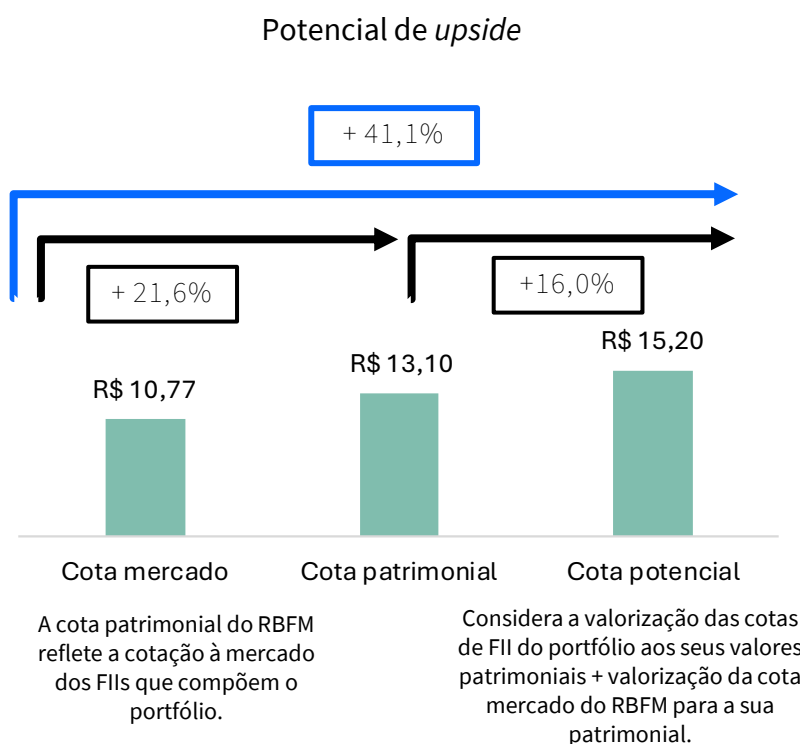 Potencial de upside
+ 41,1%
+ 21,6%
+16,0%
R$ 10,77
R$ 13,10
R$ 15,20
Cota mercado
Cota patrimonial
Cota potencial
A cota patrimonial do RBFM
reflete a cotação à mercado
dos FIIs que compõem o
portfólio.
Considera a valorização das cotas
de FII do portfólio aos seus valores
patrimoniais + valorização da cota
mercado do RBFM para a sua
patrimonial.